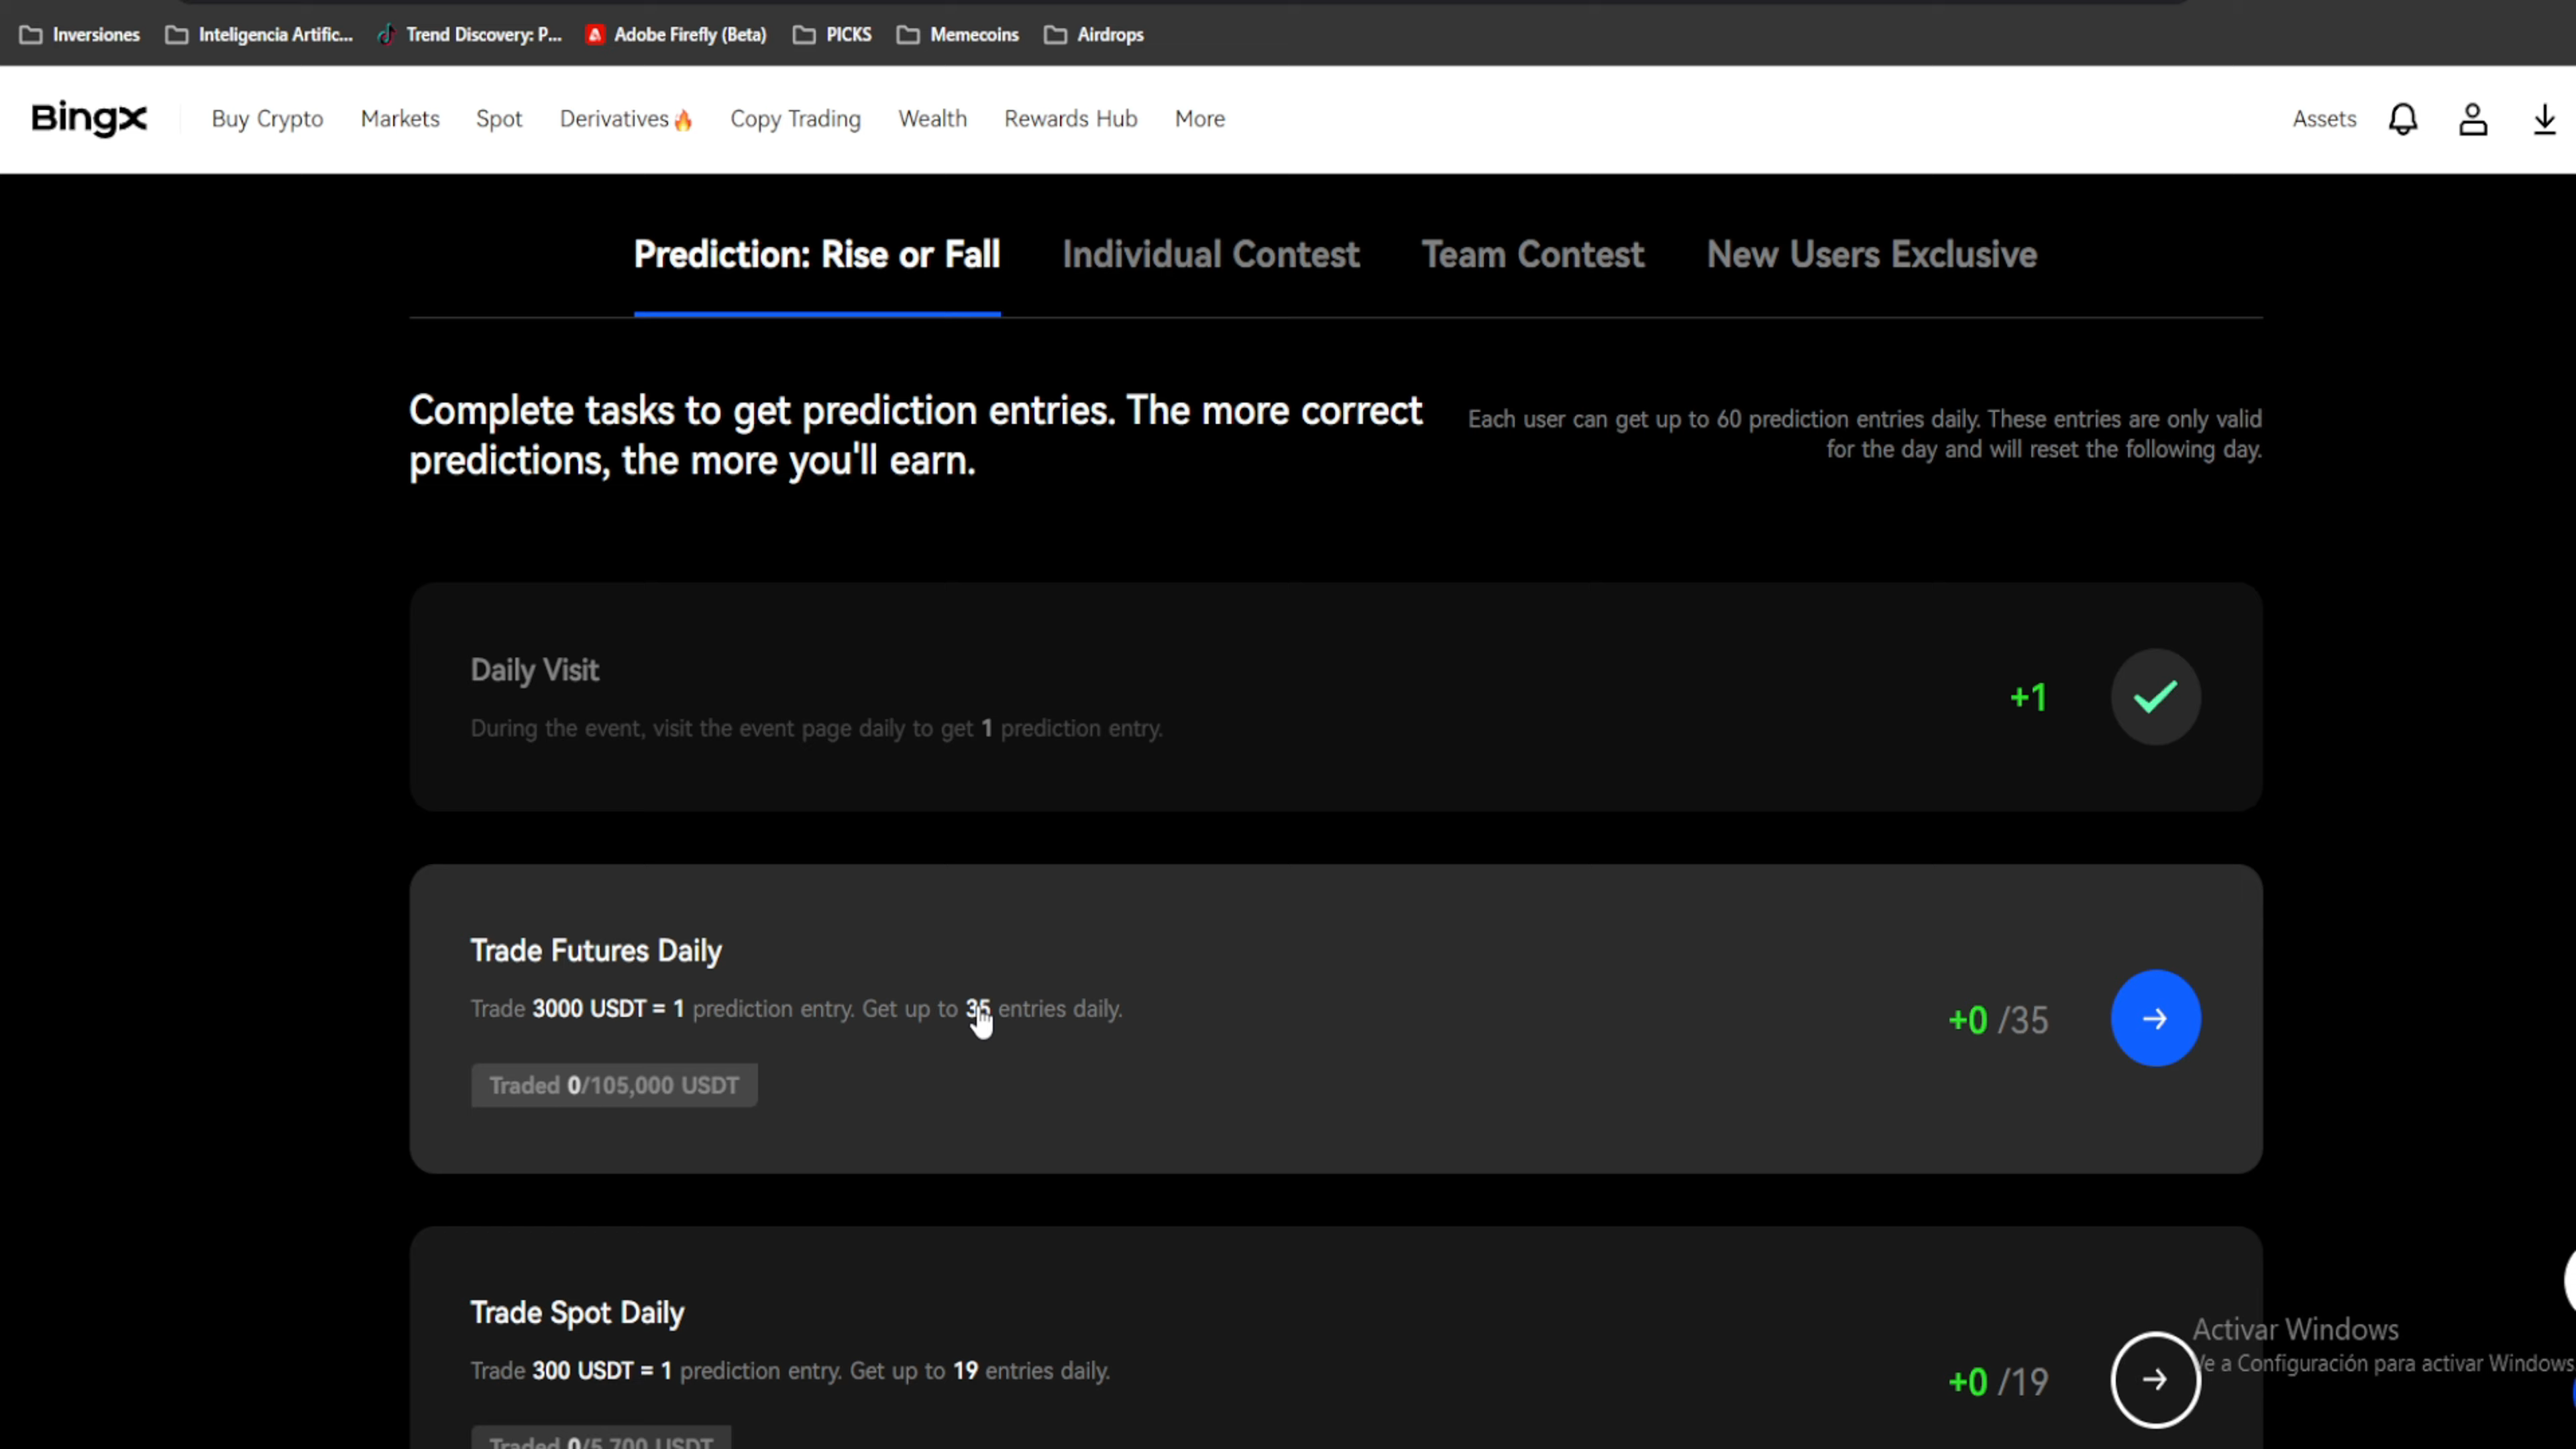 Inversiones Inteligencia Artific... Trend Discovery: P... Adobe Firefly (Beta) PICKS Memecoins Airdrops
BingX Buy Crypto Markets Spot Derivatives🔥 Copy Trading Wealth Rewards Hub More Assets
Prediction: Rise or Fall Individual Contest Team Contest New Users Exclusive
Complete tasks to get prediction entries. The more correct
predictions, the more you'll earn.
Each user can get up to 60 prediction entries daily. These entries are only valid
for the day and will reset the following day.
Daily Visit
During the event, visit the event page daily to get 1 prediction entry.
+1
Trade Futures Daily
Trade 3000 USDT = 1 prediction entry. Get up to 35 entries daily.
Traded 0/105,000 USDT
+0 /35
Trade Spot Daily
Trade 300 USDT = 1 prediction entry. Get up to 19 entries daily.
Traded 0/5,700 USDT
+0 /19
Activar Windows
Ve a Configuración para activar Windows